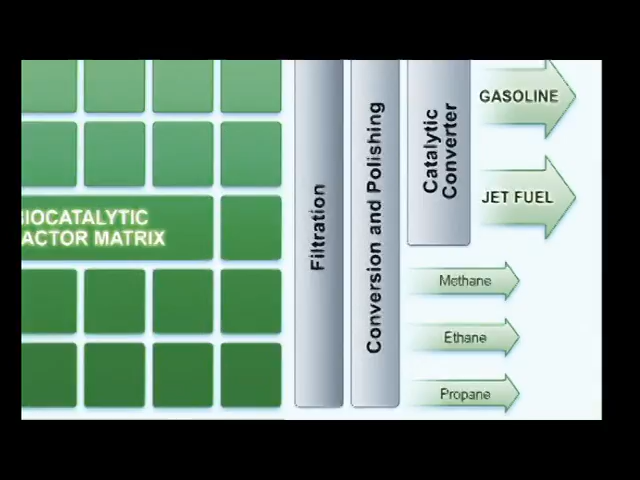 IOCATALYTIC
ACTOR MATRIX
Filtration
Conversion and Polishing
Catalytic
Converter
GASOLINE
JET FUEL
Methane
Ethane
Propane